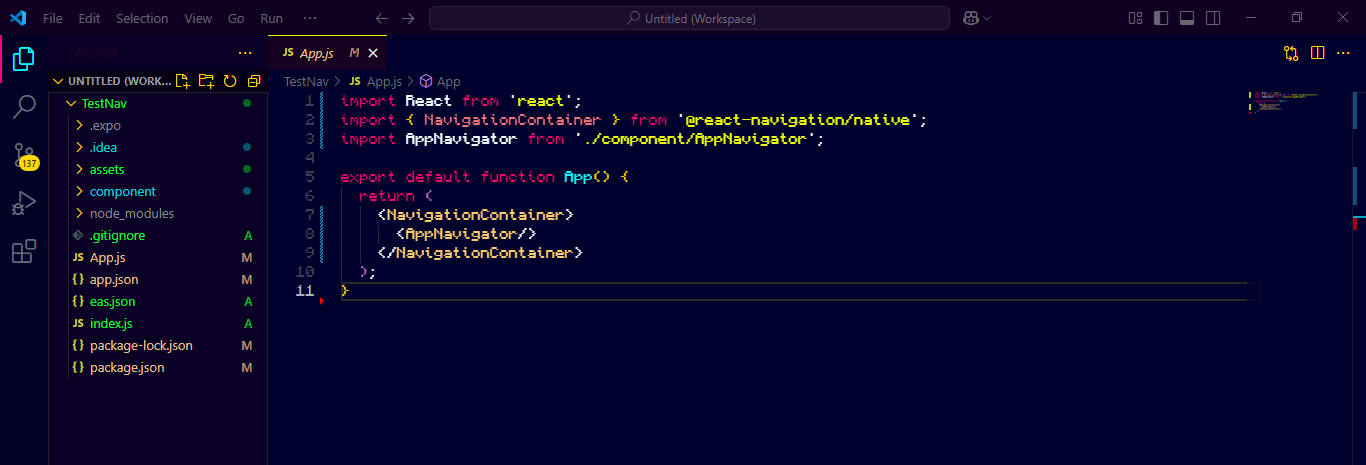 File Edit Selection View Go Run ··· Untitled (Workspace)
EXPLORER ···
JS App.js M
UNTITLED (WORK...
TestNav > JS App.js > App
TestNav
.expo
.idea
assets
component
node_modules
.gitignore A
JS App.js M
{} app.json M
{} eas.json A
JS index.js A
{} package-lock.json M
{} package.json M
137
1 import React from 'react';
2 import { NavigationContainer } from '@react-navigation/native';
3 import AppNavigator from './component/AppNavigator';
4
5 export default function App() {
6 return (
7 <NavigationContainer>
8 <AppNavigator/>
9 </NavigationContainer>
10 );
11 }